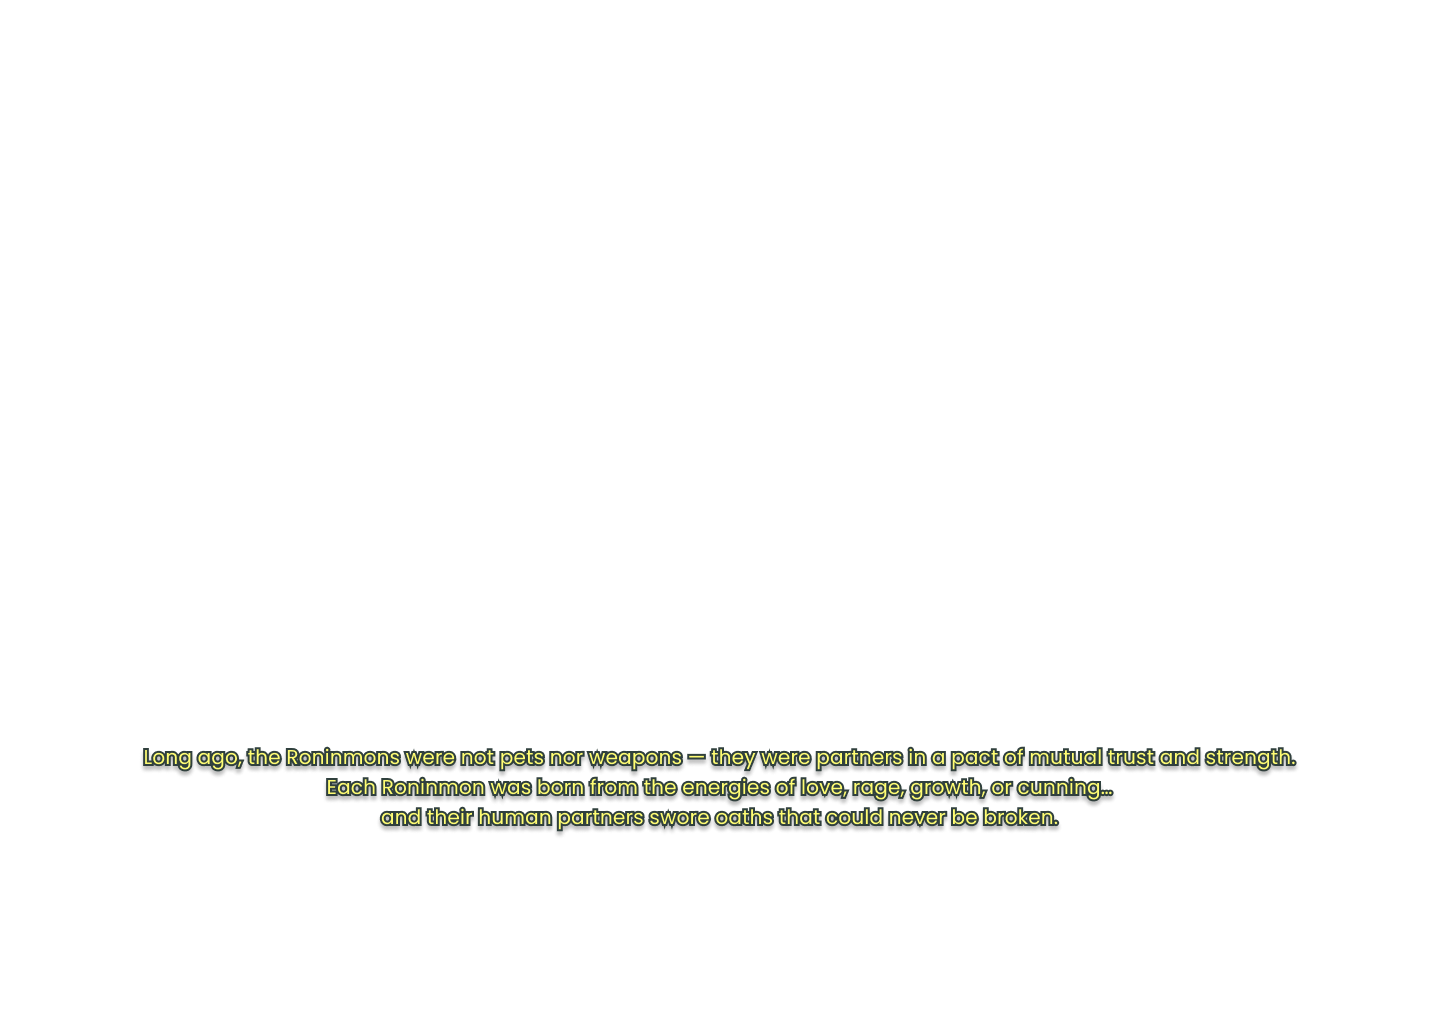 Long ago, the Roninmons were not pets nor weapons — they were partners in a pact of mutual trust and strength.
Each Roninmon was born from the energies of love, rage, growth, or cunning...
and their human partners swore oaths that could never be broken.